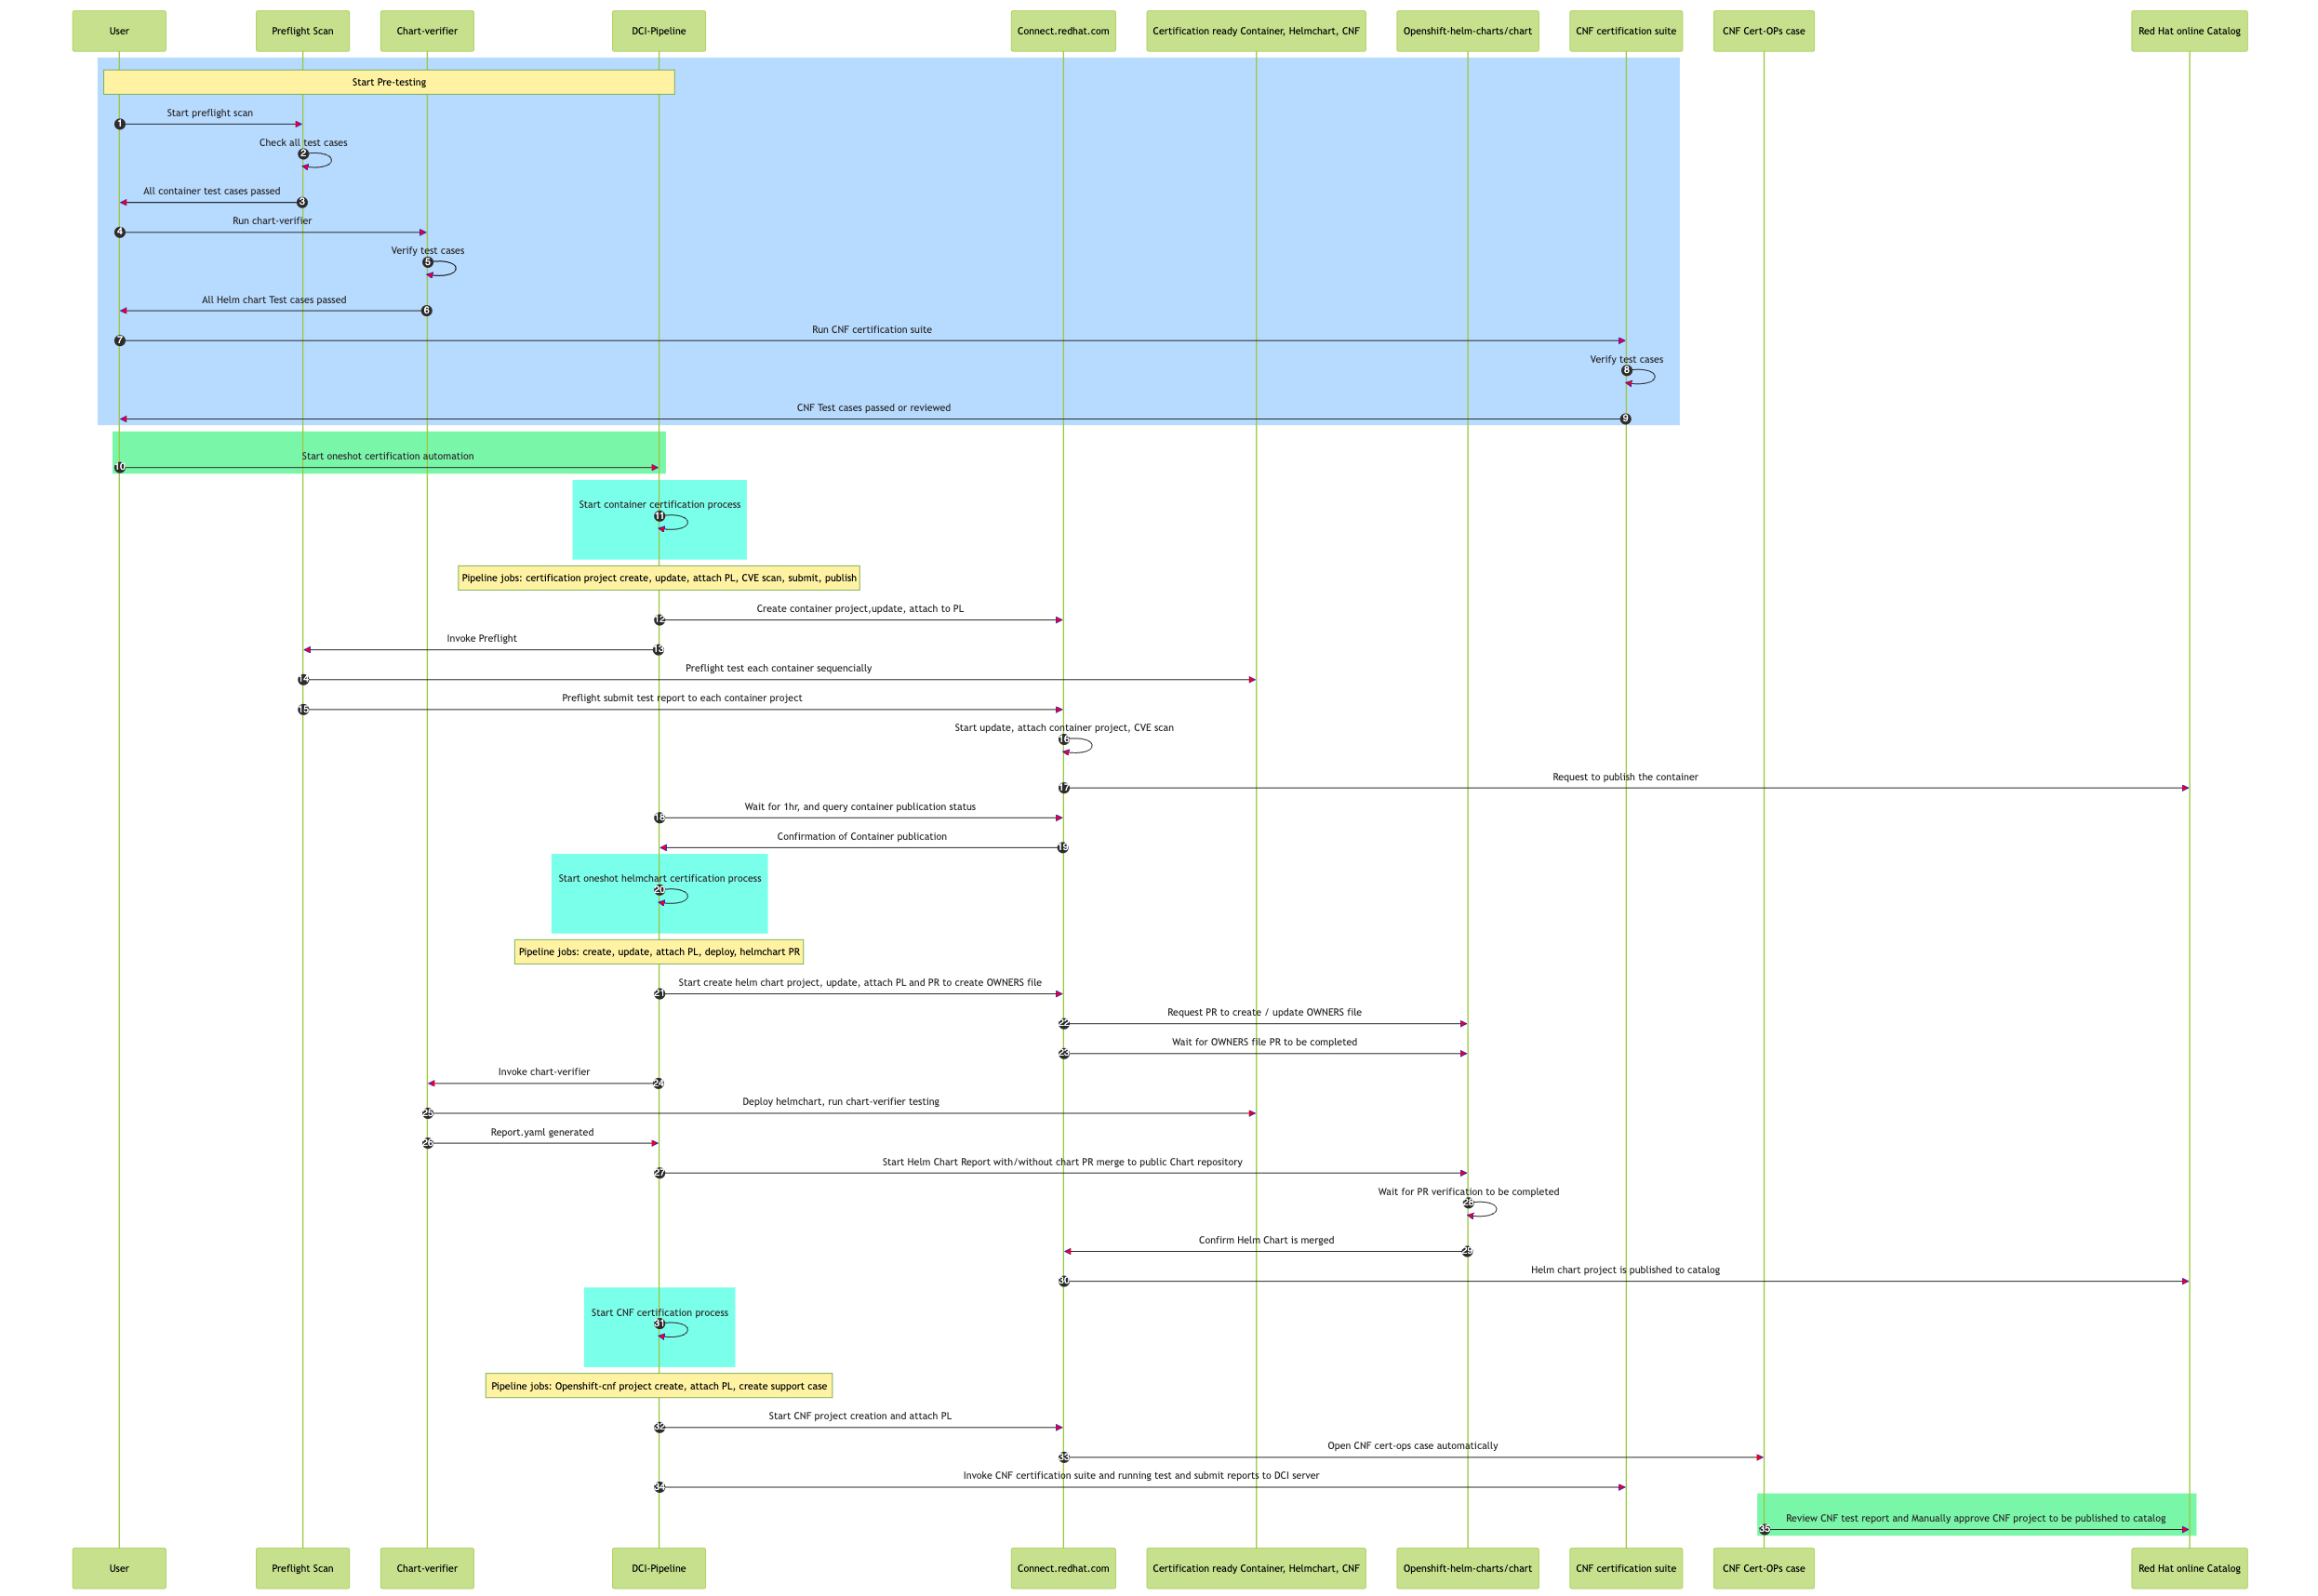 User
Preflight Scan
Chart-verifier
DCI-Pipeline
Connect.redhat.com
Certification ready Container, Helmchart, CNF
Openshift-helm-charts/chart
CNF certification suite
CNF Cert-OPs case
Red Hat online Catalog
Start Pre-testing
Start preflight scan
1
Check all test cases
2
All container test cases passed
3
Run chart-verifier
4
Verify test cases
5
All Helm chart Test cases passed
6
Run CNF certification suite
7
Verify test cases
8
CNF Test cases passed or reviewed
9
Start oneshot certification automation
10
Start container certification process
11
Pipeline jobs: certification project create, update, attach PL, CVE scan, submit, publish
Create container project,update, attach to PL
12
Invoke Preflight
13
Preflight test each container sequencially
14
Preflight submit test report to each container project
15
Start update, attach container project, CVE scan
16
Request to publish the container
17
Wait for 1hr, and query container publication status
18
Confirmation of Container publication
19
Start oneshot helmchart certification process
20
Pipeline jobs: create, update, attach PL, deploy, helmchart PR
Start create helm chart project, update, attach PL and PR to create OWNERS file
21
Request PR to create / update OWNERS file
22
Wait for OWNERS file PR to be completed
23
Invoke chart-verifier
24
Deploy helmchart, run chart-verifier testing
25
Report.yaml generated
26
Start Helm Chart Report with/without chart PR merge to public Chart repository
27
Wait for PR verification to be completed
28
Confirm Helm Chart is merged
29
Helm chart project is published to catalog
30
Start CNF certification process
31
Pipeline jobs: Openshift-cnf project create, attach PL, create support case
Start CNF project creation and attach PL
32
Open CNF cert-ops case automatically
33
Invoke CNF certification suite and running test and submit reports to DCI server
34
Review CNF test report and Manually approve CNF project to be published to catalog
35
User
Preflight Scan
Chart-verifier
DCI-Pipeline
Connect.redhat.com
Certification ready Container, Helmchart, CNF
Openshift-helm-charts/chart
CNF certification suite
CNF Cert-OPs case
Red Hat online Catalog